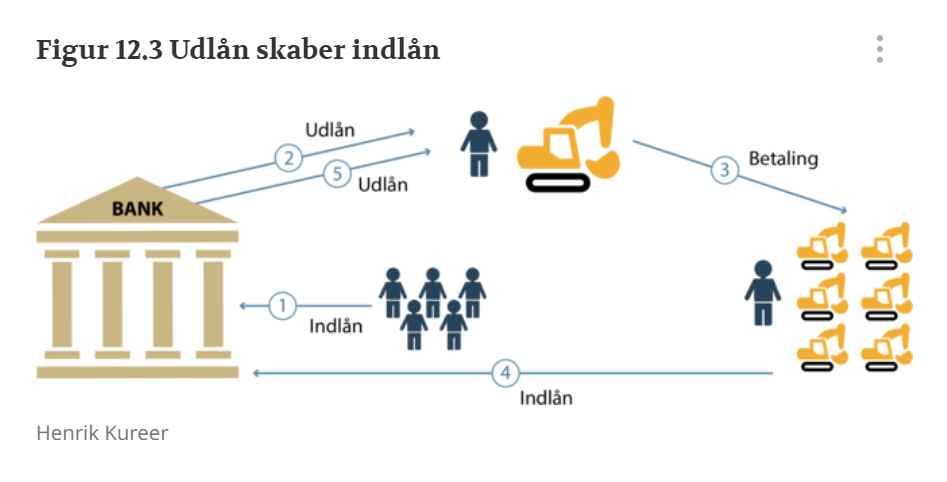 Figur 12.3 Udlån skaber indlån
Udlån
2
5
Udlån
3
Betaling
BANK
1
Indlån
4
Indlån
Henrik Kureer